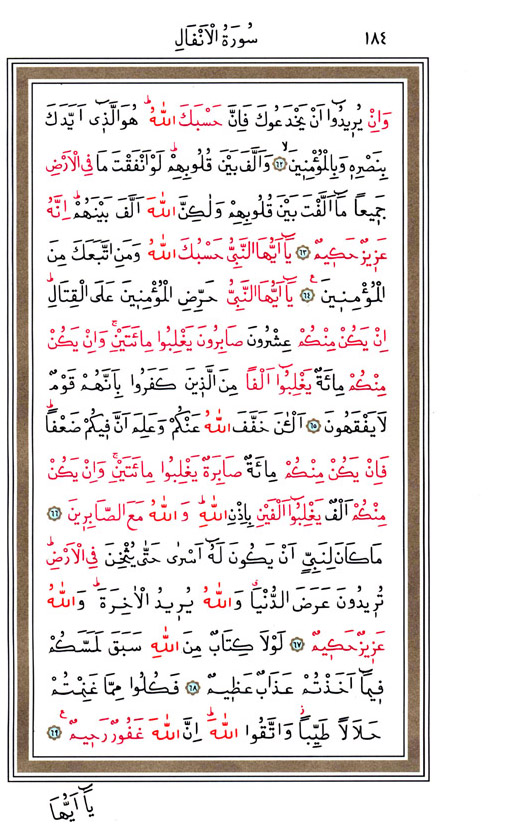 ١٨٤ سُورَةُ الْاَنْفَالِ
وَاِنْ يُرِيدُٓوا اَنْ يَخْدَعُوكَ فَاِنَّ حَسْبَكَ اللّٰهُۜ هُوَ الَّذ۪ٓي اَيَّدَكَ
بِنَصْرِه۪ وَبِالْمُؤْمِن۪ينَۙ ﴿٦٢﴾ وَاَلَّفَ بَيْنَ قُلُوبِهِمْۜ لَوْ اَنْفَقْتَ مَا فِي الْاَرْضِ
جَم۪يعاً مَٓا اَلَّفْتَ بَيْنَ قُلُوبِهِمْ وَلٰكِنَّ اللّٰهَ اَلَّفَ بَيْنَهُمْۜ اِنَّهُ
عَز۪يزٌ حَك۪يمٌ ﴿٦٣﴾ يَٓا اَيُّهَا النَّبِيُّ حَسْبُكَ اللّٰهُ وَمَنِ اتَّبَعَكَ مِنَ
الْمُؤْمِن۪ينَ۟ ﴿٦٤﴾ يَٓا اَيُّهَا النَّبِيُّ حَرِّضِ الْمُؤْمِن۪ينَ عَلَى الْقِتَالِۜ
اِنْ يَكُنْ مِنْكُمْ عِشْرُونَ صَابِرُونَ يَغْلِبُوا مِائَتَيْنِۚ وَاِنْ يَكُنْ
مِنْكُمْ مِائَةٌ يَغْلِبُٓوا اَلْفاً مِنَ الَّذ۪ينَ كَفَرُوا بِاَنَّهُمْ قَوْمٌ
لَا يَفْقَهُونَ ﴿٦٥﴾ اَلْـٰٔنَ خَفَّفَ اللّٰهُ عَنْكُمْ وَعَلِمَ اَنَّ ف۪يكُمْ ضَعْفاًۜ
فَاِنْ يَكُنْ مِنْكُمْ مِائَةٌ صَابِرَةٌ يَغْلِبُوا مِائَتَيْنِۚ وَاِنْ يَكُنْ
مِنْكُمْ اَلْفٌ يَغْلِبُٓوا اَلْفَيْنِ بِاِذْنِ اللّٰهِۜ وَاللّٰهُ مَعَ الصَّابِر۪ينَ ﴿٦٦﴾
مَا كَانَ لِنَبِيٍّ اَنْ يَكُونَ لَهُٓ اَسْرٰى حَتّٰى يُثْخِنَ فِي الْاَرْضِۜ
تُر۪يدُونَ عَرَضَ الدُّنْيَاۗ وَاللّٰهُ يُر۪يدُ الْاٰخِرَةَۜ وَاللّٰهُ
عَز۪يزٌ حَك۪يمٌ ﴿٦٧﴾ لَوْلَا كِتَابٌ مِنَ اللّٰهِ سَبَقَ لَمَسَّكُمْ
ف۪يمَٓا اَخَذْتُمْ عَذَابٌ عَظ۪يمٌ ﴿٦٨﴾ فَكُلُوا مِمَّا غَنِمْتُمْ
حَلَالاً طَيِّباًۘ وَاتَّقُوا اللّٰهَۜ اِنَّ اللّٰهَ غَفُورٌ رَح۪يمٌ۟ ﴿٦٩﴾
يَٓا اَيُّهَا